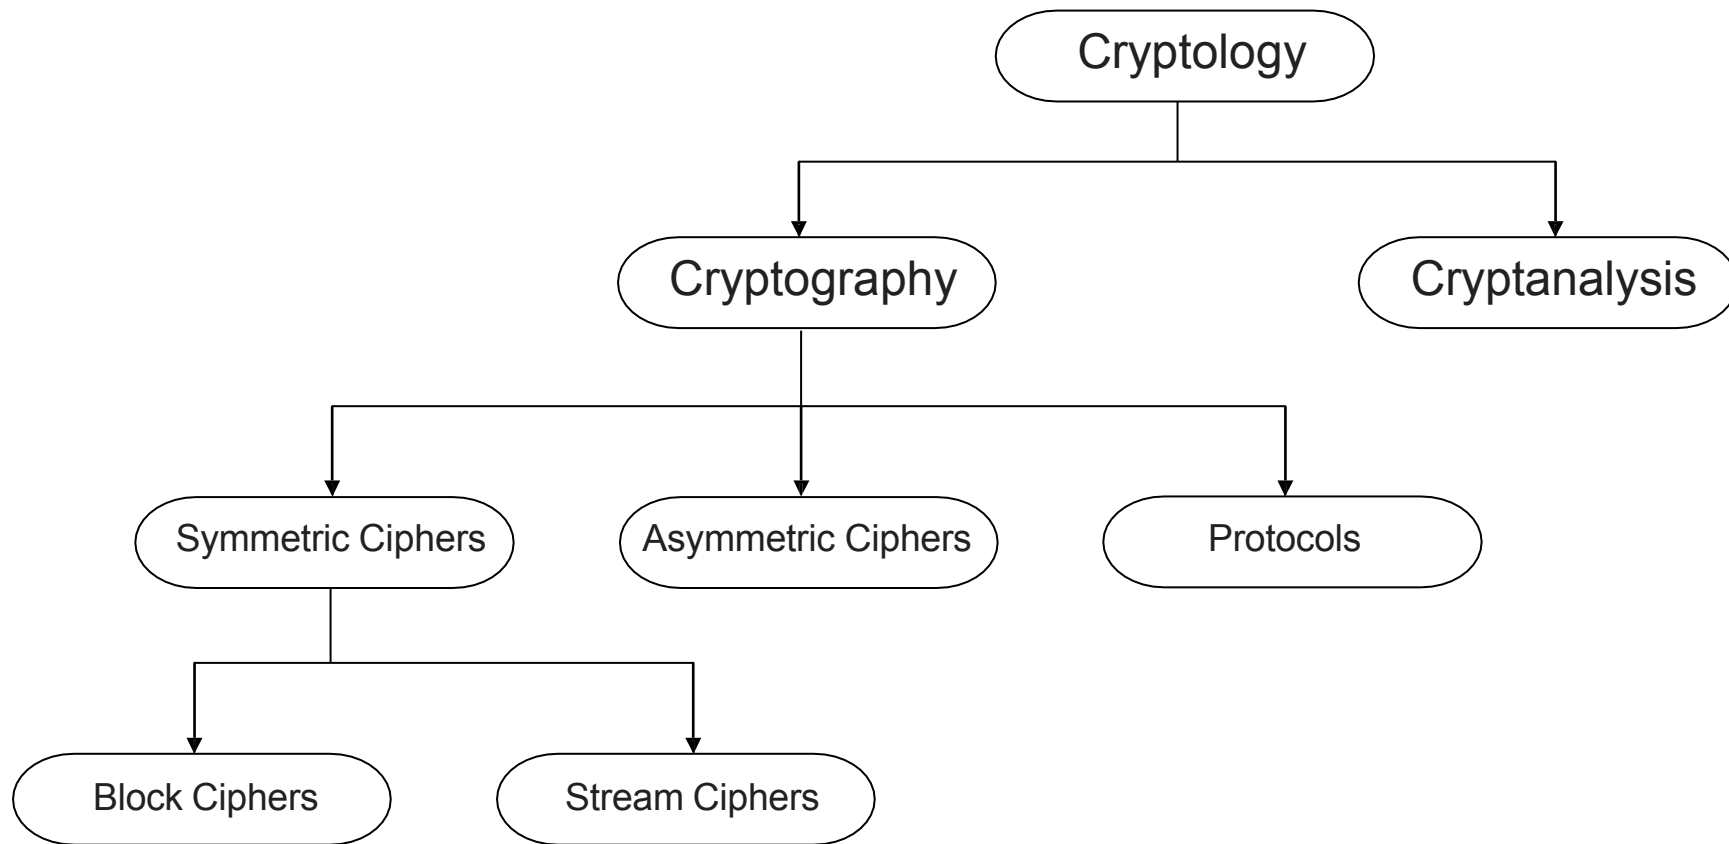 Cryptology
Cryptography
Cryptanalysis
Symmetric Ciphers
Asymmetric Ciphers
Protocols
Block Ciphers
Stream Ciphers